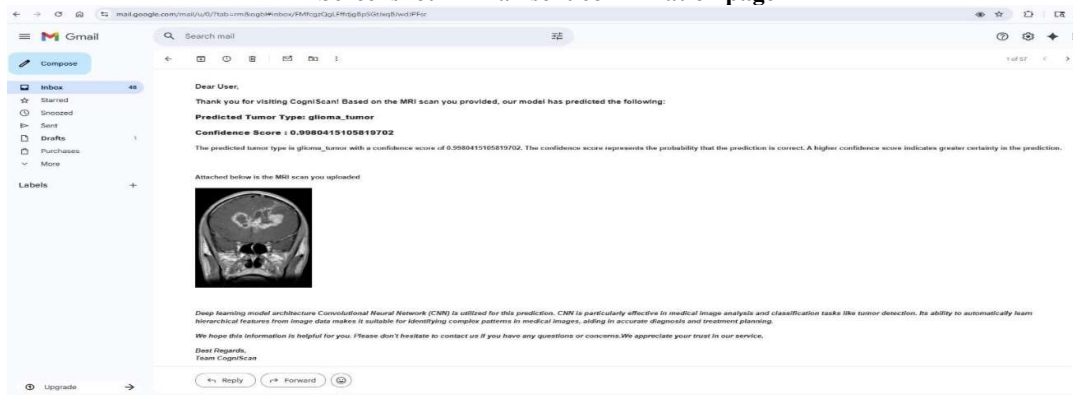 mail.google.com/mail/u/0/?tab=rm&ogbl#inbox/
Gmail
Search mail
Compose
1 of 57
Inbox 48
Starred
Snoozed
Sent
Drafts 1
Purchases
More
Labels +
Dear User,
Thank you for visiting CogniScan! Based on the MRI scan you provided, our model has predicted the following:
Predicted Tumor Type: glioma_tumor
Confidence Score : 0.9980415105819702
The predicted tumor type is glioma_tumor with a confidence score of 0.9980415105819702. The confidence score represents the probability that the prediction is correct. A higher confidence score indicates greater certainty in the prediction.
Attached below is the MRI scan you uploaded
Deep learning model architecture Convolutional Neural Network (CNN) is utilized for this prediction. CNN is particularly effective in medical image analysis and classification tasks like tumor detection. Its ability to automatically learn
hierarchical features from image data makes it suitable for identifying complex patterns in medical images, aiding in accurate diagnosis and treatment planning.
We hope this information is helpful for you. Please don't hesitate to contact us if you have any questions or concerns.We appreciate your trust in our service.
Best Regards,
Team CogniScan
Reply
Forward
Upgrade